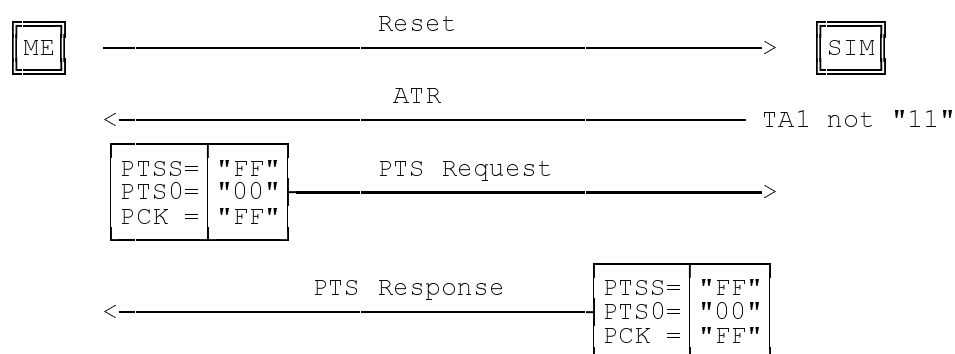 Reset
ME
SIM
ATR
TA1 not "11"
PTSS= "FF"
PTS Request
PTS0= "00"
PCK = "FF"
PTS Response
PTSS= "FF"
PTS0= "00"
PCK = "FF"